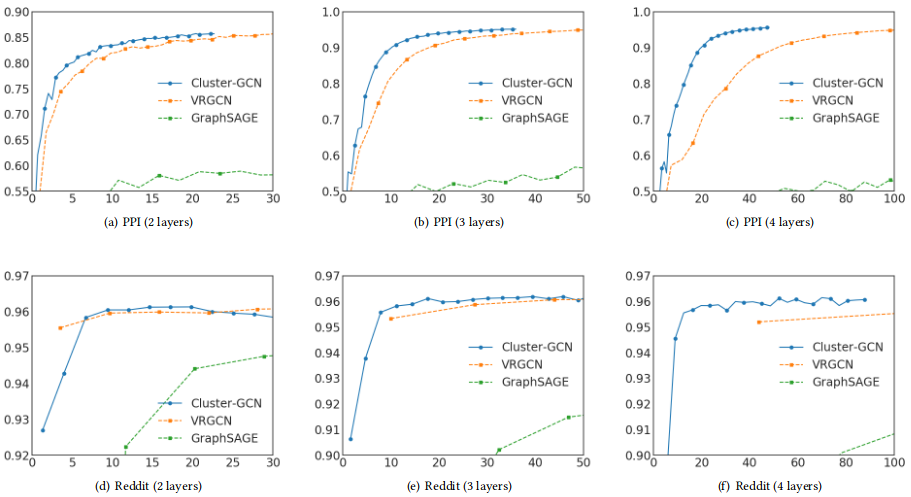 0.90
0.85
0.80
0.75
0.70
0.65
0.60
0.55
0 5 10 15 20 25 30
Cluster-GCN
VRGCN
GraphSAGE
(a) PPI (2 layers)
1.0
0.9
0.8
0.7
0.6
0.5
0 10 20 30 40 50
Cluster-GCN
VRGCN
GraphSAGE
(b) PPI (3 layers)
1.0
0.9
0.8
0.7
0.6
0.5
0 20 40 60 80 100
Cluster-GCN
VRGCN
GraphSAGE
(c) PPI (4 layers)
0.97
0.96
0.95
0.94
0.93
0.92
0 5 10 15 20 25 30
Cluster-GCN
VRGCN
GraphSAGE
(d) Reddit (2 layers)
0.97
0.96
0.95
0.94
0.93
0.92
0.91
0.90
0 10 20 30 40 50
Cluster-GCN
VRGCN
GraphSAGE
(e) Reddit (3 layers)
0.97
0.96
0.95
0.94
0.93
0.92
0.91
0.90
0 20 40 60 80 100
Cluster-GCN
VRGCN
GraphSAGE
(f) Reddit (4 layers)